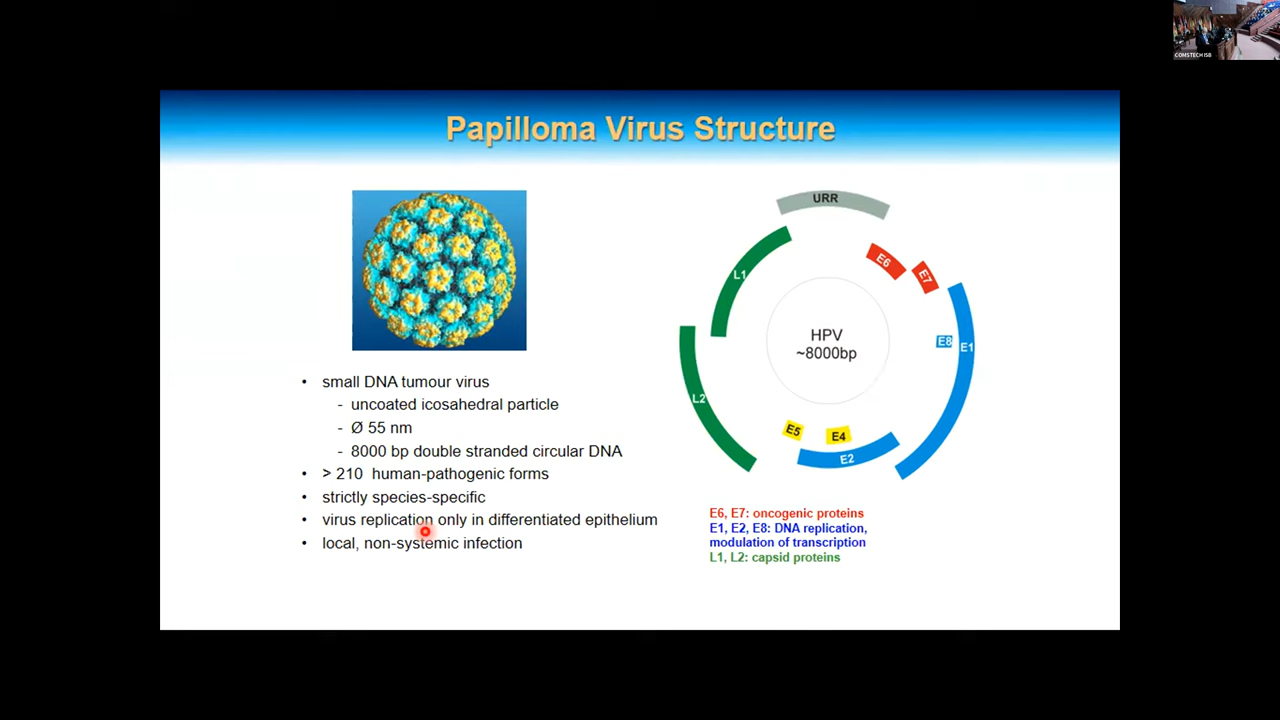 COMSTECH ISB
Papilloma Virus Structure
• small DNA tumour virus
- uncoated icosahedral particle
- Ø 55 nm
- 8000 bp double stranded circular DNA
• > 210 human-pathogenic forms
• strictly species-specific
• virus replication only in differentiated epithelium
• local, non-systemic infection
URR
L1
E6
E7
HPV
~8000bp
E8
E1
L2
E5
E4
E2
E6, E7: oncogenic proteins
E1, E2, E8: DNA replication,
modulation of transcription
L1, L2: capsid proteins